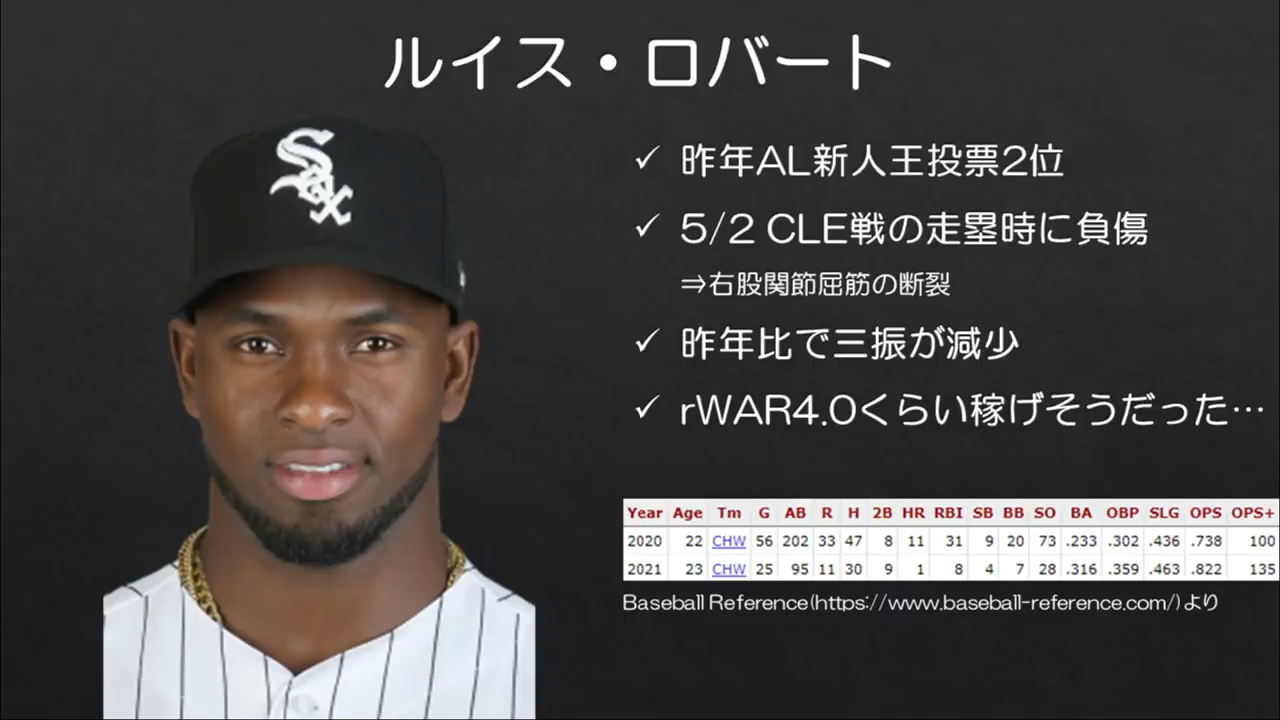 ルイス・ロバート
Sox
✓ 昨年AL新人王投票2位
✓ 5/2 CLE戦の走塁時に負傷
⇒右股関節屈筋の断裂
✓ 昨年比で三振が減少
✓ rWAR4.0くらい稼げそうだった…
Year Age Tm G AB R H 2B HR RBI SB BB SO BA OBP SLG OPS OPS+
2020 22 CHW 56 202 33 47 8 11 31 9 20 73 .233 .302 .436 .738 100
2021 23 CHW 25 95 11 30 9 1 8 4 7 28 .316 .359 .463 .822 135
Baseball Reference(https://www.baseball-reference.com/)より